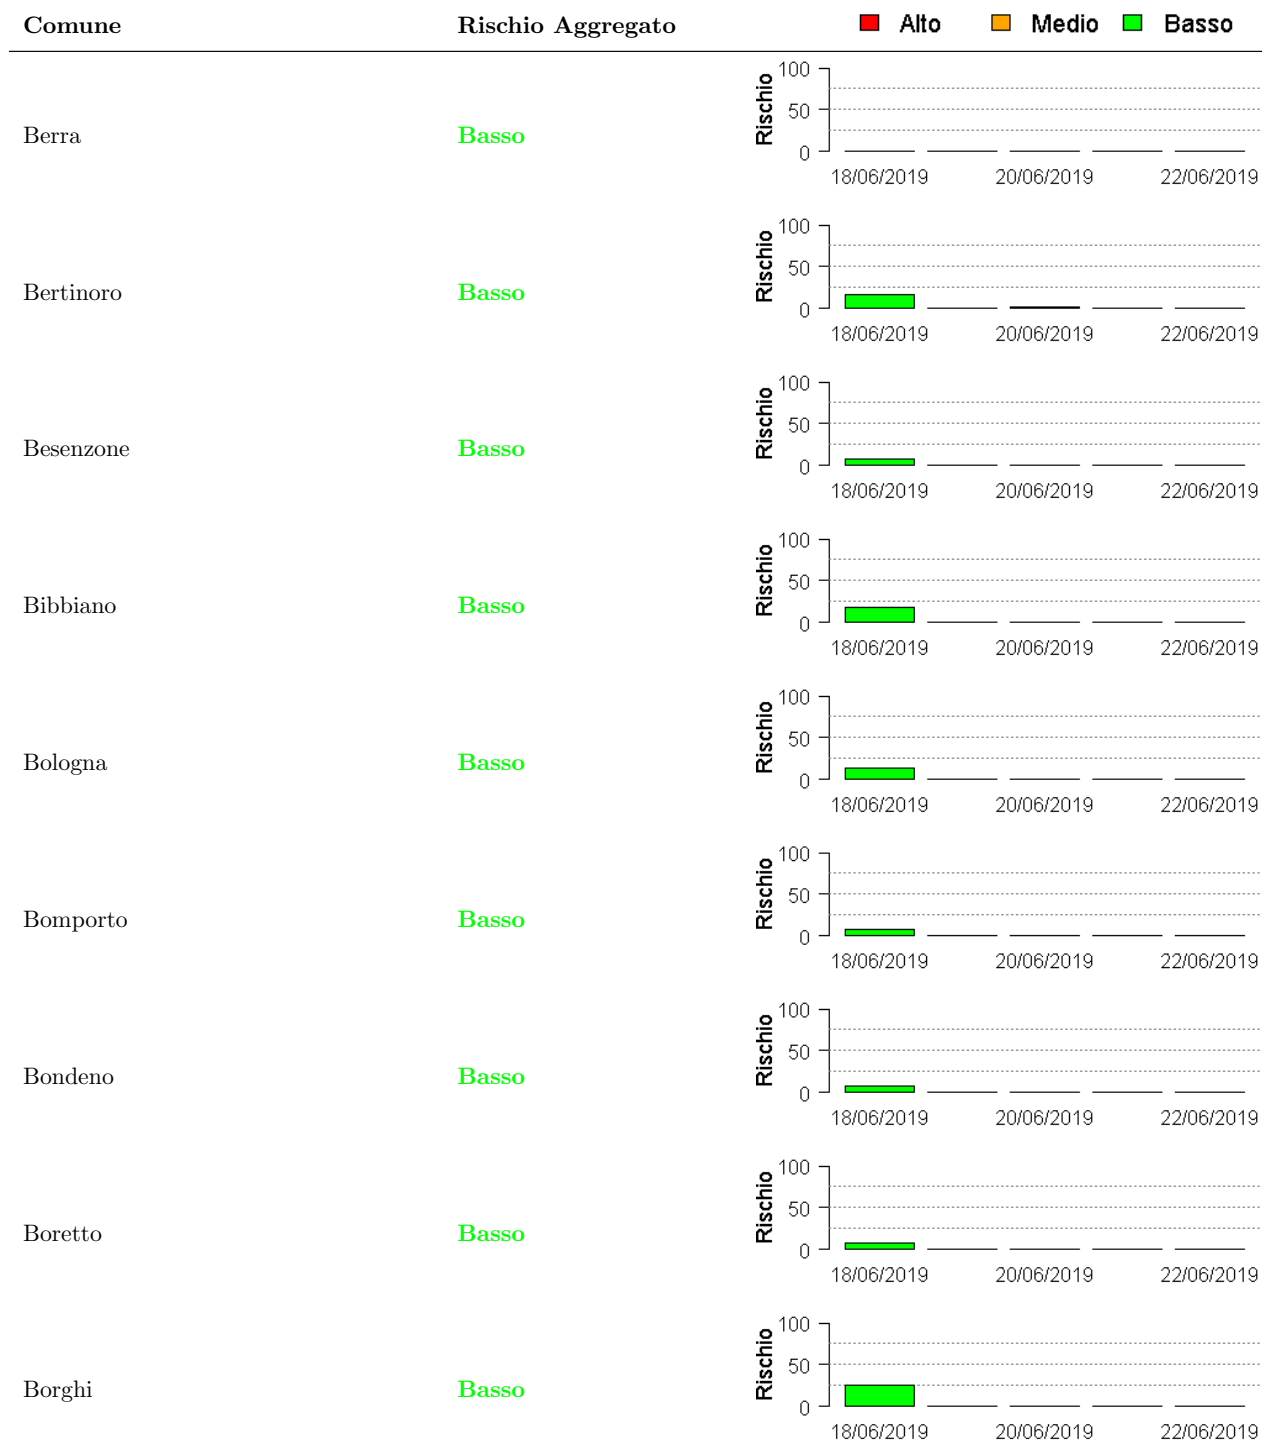 Comune Rischio Aggregato Alto Medio Basso
100
50
0
Rischio
Berra Basso
18/06/2019 20/06/2019 22/06/2019
100
50
0
Rischio
Bertinoro Basso
18/06/2019 20/06/2019 22/06/2019
100
50
0
Rischio
Besenzone Basso
18/06/2019 20/06/2019 22/06/2019
100
50
0
Rischio
Bibbiano Basso
18/06/2019 20/06/2019 22/06/2019
100
50
0
Rischio
Bologna Basso
18/06/2019 20/06/2019 22/06/2019
100
50
0
Rischio
Bomporto Basso
18/06/2019 20/06/2019 22/06/2019
100
50
0
Rischio
Bondeno Basso
18/06/2019 20/06/2019 22/06/2019
100
50
0
Rischio
Boretto Basso
18/06/2019 20/06/2019 22/06/2019
100
50
0
Rischio
Borghi Basso
18/06/2019 20/06/2019 22/06/2019